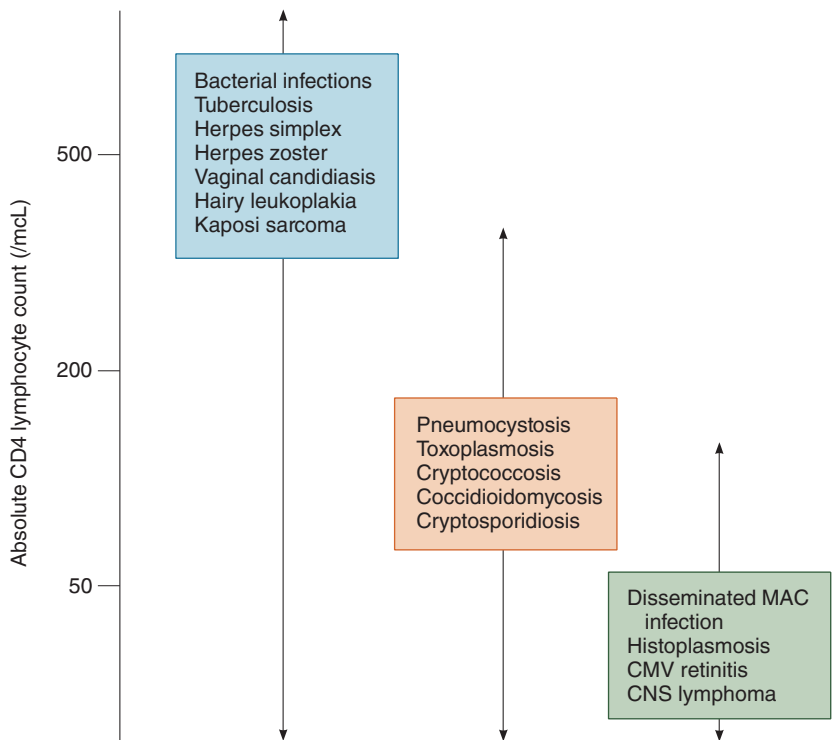 Absolute CD4 lymphocyte count (/mcL)
500
200
50
Bacterial infections
Tuberculosis
Herpes simplex
Herpes zoster
Vaginal candidiasis
Hairy leukoplakia
Kaposi sarcoma
Pneumocystosis
Toxoplasmosis
Cryptococcosis
Coccidioidomycosis
Cryptosporidiosis
Disseminated MAC
infection
Histoplasmosis
CMV retinitis
CNS lymphoma